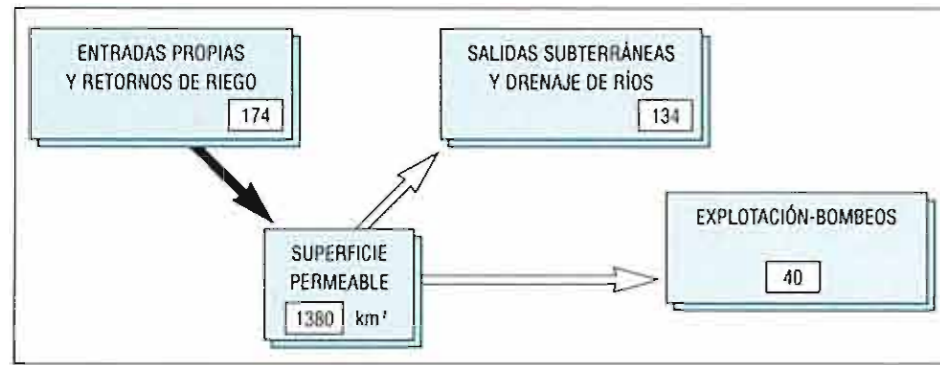 ENTRADAS PROPIAS
Y RETORNOS DE RIEGO
174
SALIDAS SUBTERRÁNEAS
Y DRENAJE DE RÍOS
134
SUPERFICIE
PERMEABLE
1380 km²
EXPLOTACIÓN-BOMBEOS
40